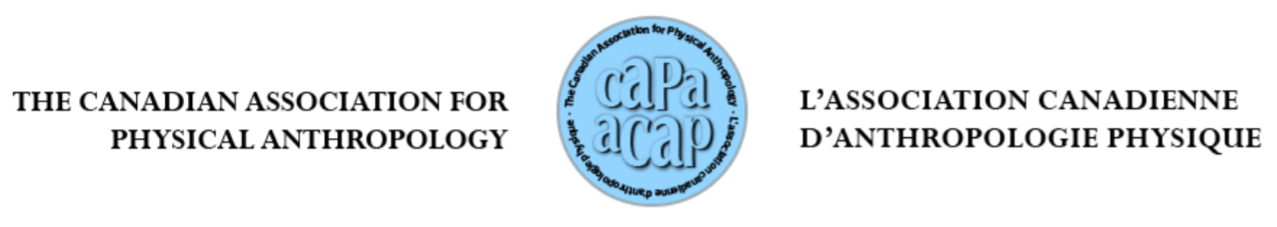 THE CANADIAN ASSOCIATION FOR
PHYSICAL ANTHROPOLOGY
The Canadian Association for Physical Anthropology · L'association canadienne d'anthropologie physique ·
caPa
acap
L’ASSOCIATION CANADIENNE
D’ANTHROPOLOGIE PHYSIQUE